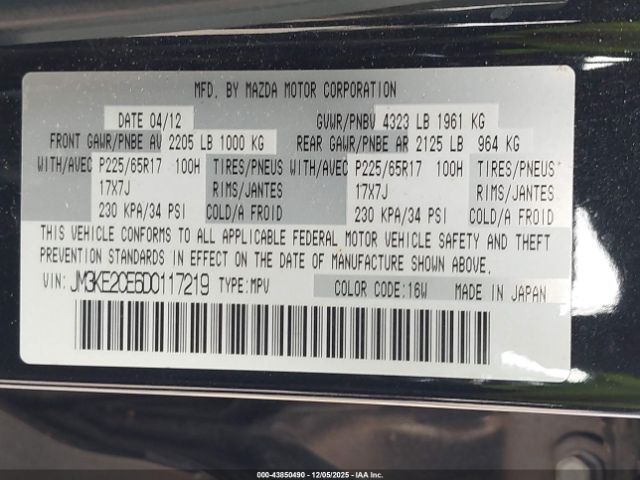 MFD. BY MAZDA MOTOR CORPORATION
DATE 04/12 GVWR/PNBV 4323 LB 1961 KG
FRONT GAWR/PNBE AV 2205 LB 1000 KG REAR GAWR/PNBE AR 2125 LB 964 KG
WITH/AVEC P225/65R17 100H TIRES/PNEUS WITH/AVEC P225/65R17 100H TIRES/PNEUS
17X7J RIMS/JANTES 17X7J RIMS/JANTES
230 KPA/34 PSI COLD/A FROID 230 KPA/34 PSI COLD/A FROID
THIS VEHICLE CONFORMS TO ALL APPLICABLE FEDERAL MOTOR VEHICLE SAFETY AND THEFT
PREVENTION STANDARDS IN EFFECT ON THE DATE OF MANUFACTURE SHOWN ABOVE.
VIN: JM3KE2CE6D0117219 TYPE: MPV COLOR CODE: 16W MADE IN JAPAN
000-43850490 - 12/05/2025 - IAA Inc.